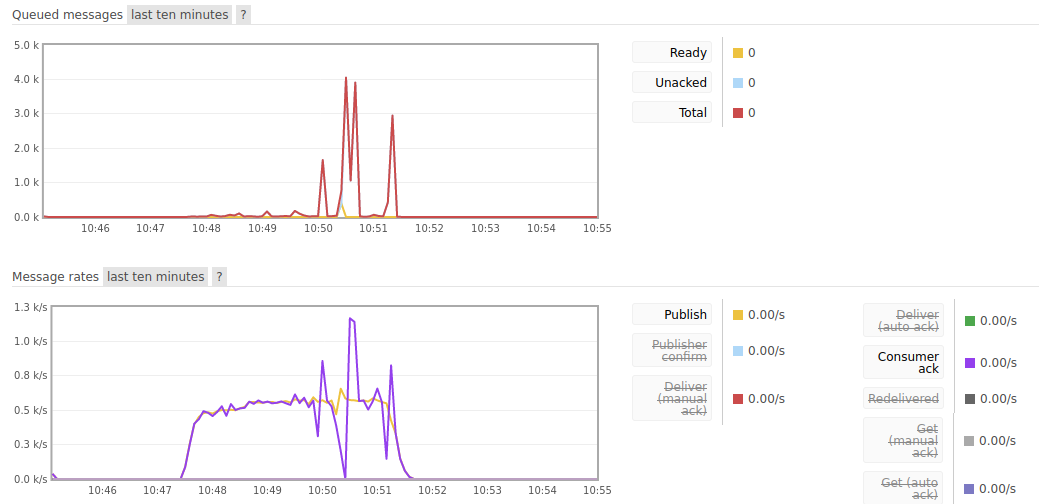 Queued messages last ten minutes ?
5.0 k
4.0 k
3.0 k
2.0 k
1.0 k
0.0 k
10:46 10:47 10:48 10:49 10:50 10:51 10:52 10:53 10:54 10:55
Ready 0
Unacked 0
Total 0
Message rates last ten minutes ?
1.3 k/s
1.0 k/s
0.8 k/s
0.5 k/s
0.3 k/s
0.0 k/s
10:46 10:47 10:48 10:49 10:50 10:51 10:52 10:53 10:54 10:55
Publish 0.00/s
Publisher
confirm 0.00/s
Deliver
(manual
ack) 0.00/s
Deliver
(auto ack) 0.00/s
Consumer
ack 0.00/s
Redelivered 0.00/s
Get
(manual
ack) 0.00/s
Get (auto
ack) 0.00/s